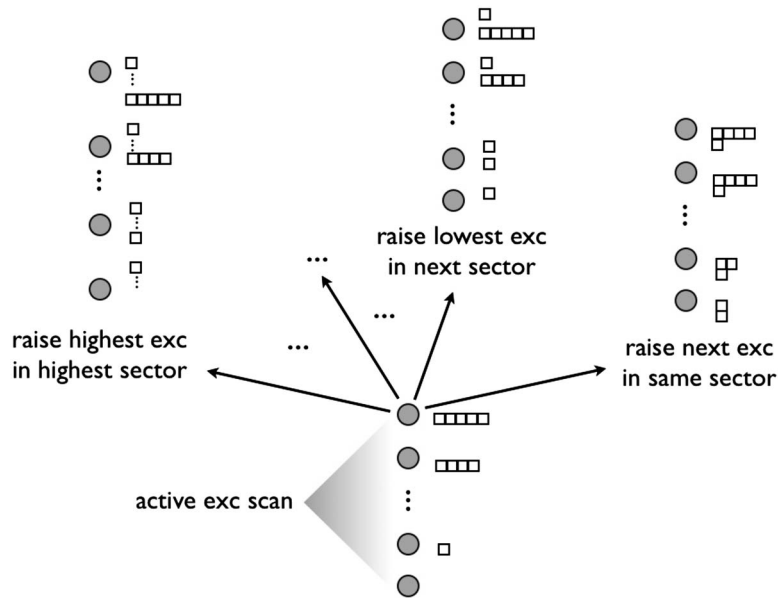 raise lowest exc
in next sector
...
...
...
raise highest exc
in highest sector
raise next exc
in same sector
active exc scan